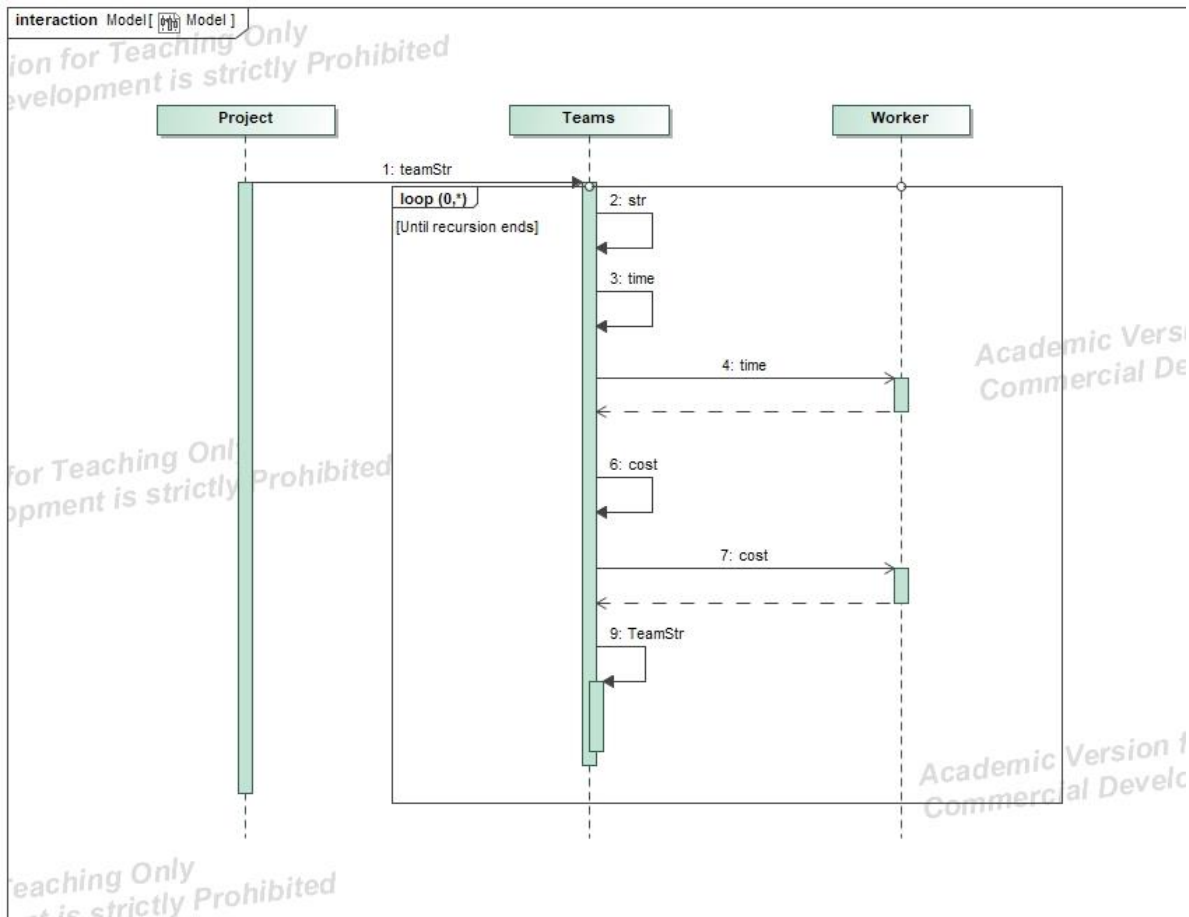 interaction Model[ Model ]
ion for Teaching Only
evelopment is strictly Prohibited
Project
Teams
Worker
1: teamStr
loop (0,*)
[Until recursion ends]
2: str
3: time
Academic Versi
Commercial De
4: time
for Teaching Onl
opment is strictly Prohibited
6: cost
7: cost
9: TeamStr
Academic Version f
Commercial Develo
Teaching Only
nt is strictly Prohibited